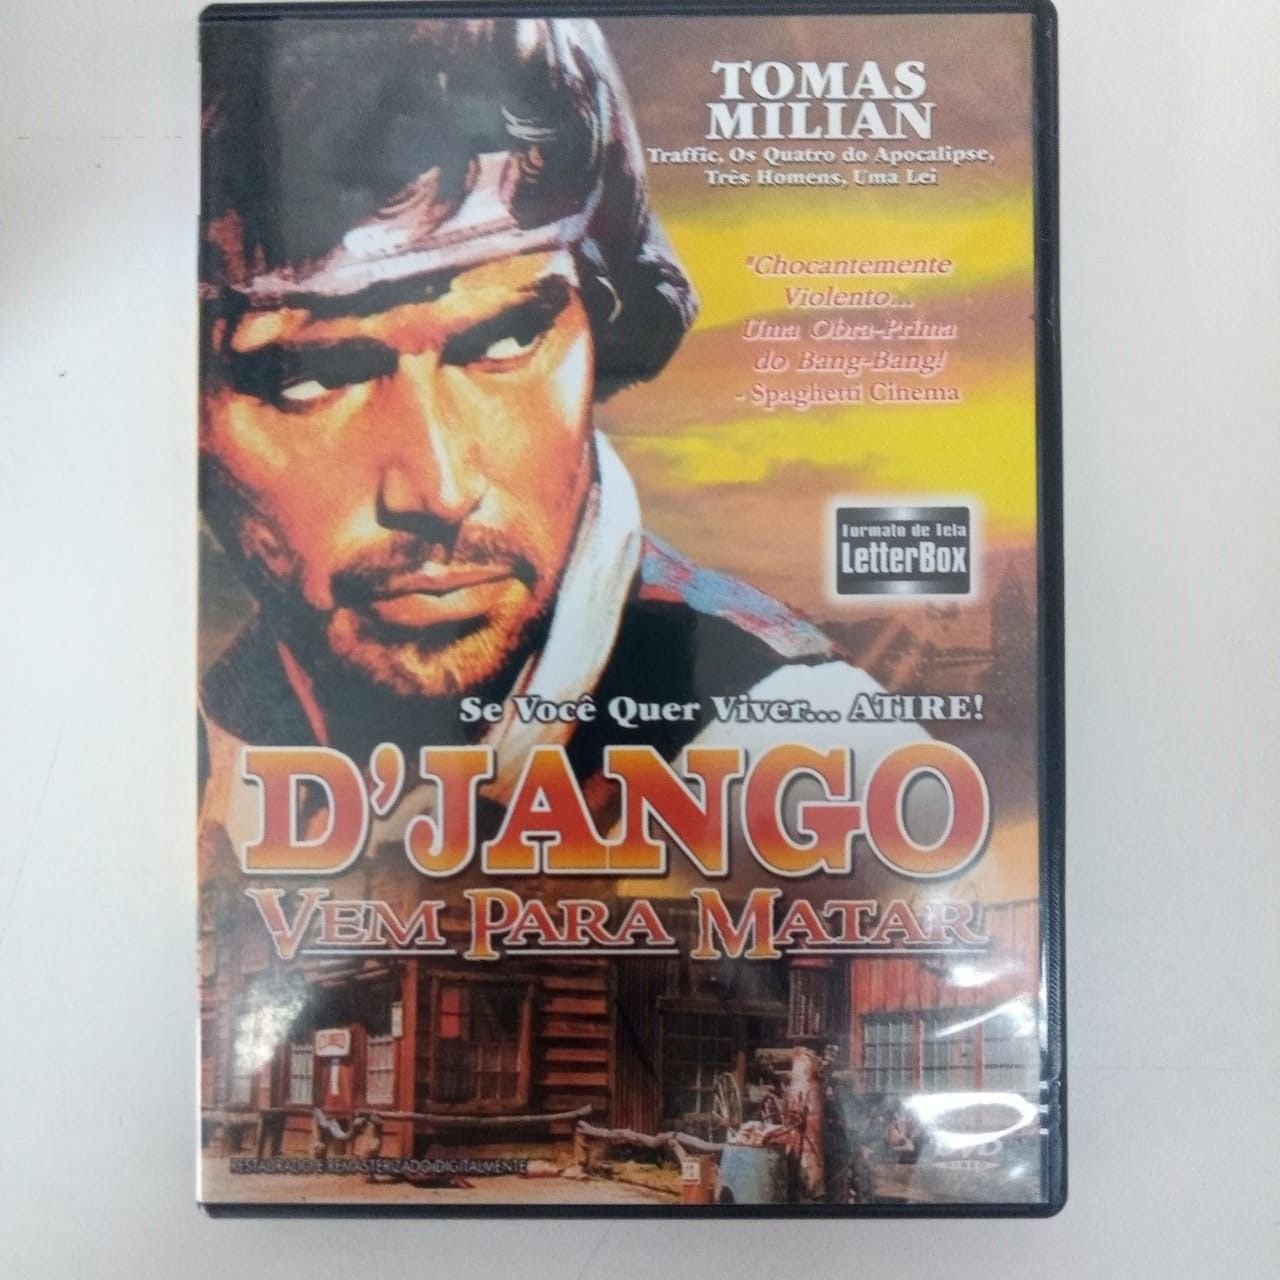 TOMAS
MILIAN
Traffic, Os Quatro do Apocalipse,
Três Homens, Uma Lei
"Chocantemente
Violento...
Uma Obra-Prima
do Bang-Bang!
- Spaghetti Cinema
Formato de Tela
LetterBox
Se Você Quer Viver... ATIRE!
D'JANGO
VEM PARA MATAR
RESTAURADO E REMASTERIZADO DIGITALMENTE
DVD
VIDEO